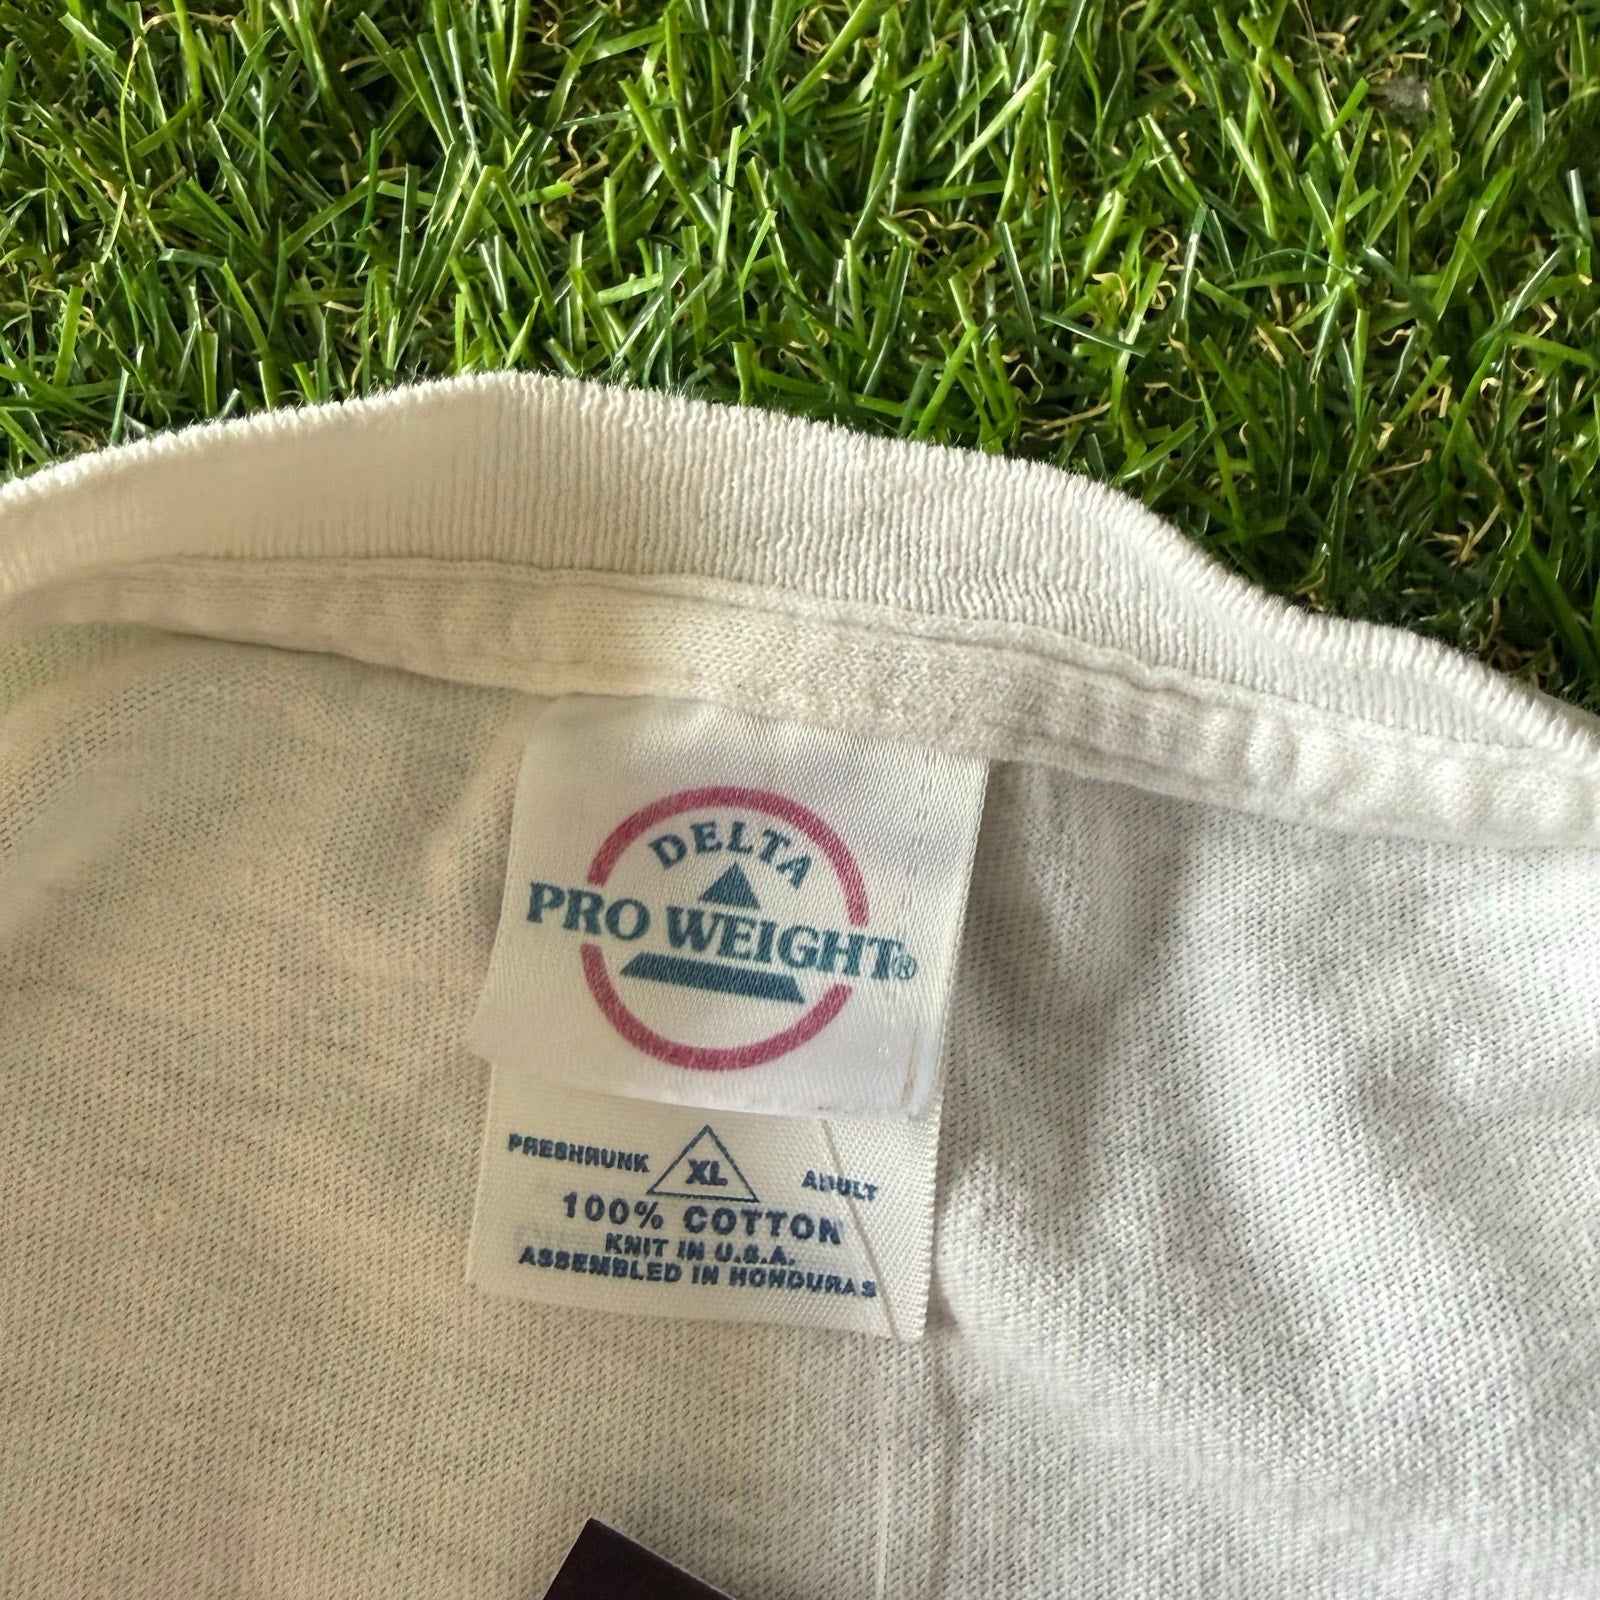 DELTA
PRO WEIGHT®
PRESHRUNK XL ADULT
100% COTTON
KNIT IN U.S.A.
ASSEMBLED IN HONDURAS